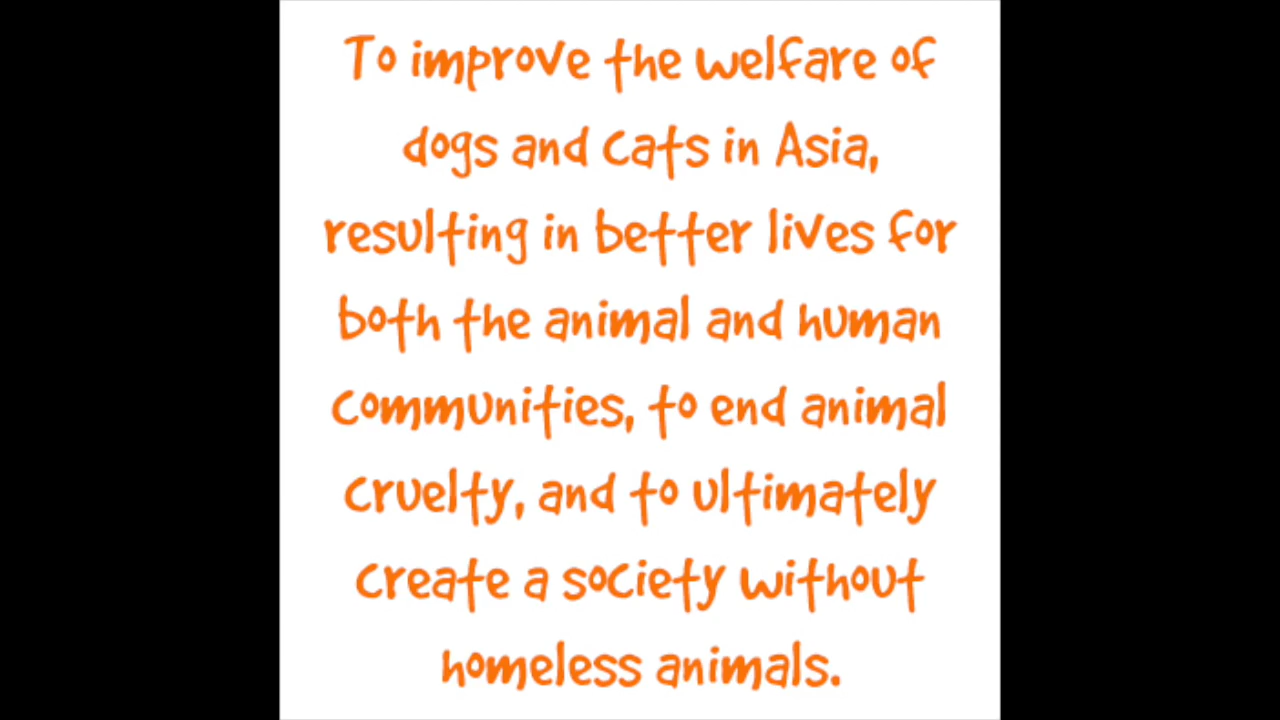 To improve the welfare of
dogs and cats in Asia,
resulting in better lives for
both the animal and human
communities, to end animal
cruelty, and to ultimately
create a society without
homeless animals.